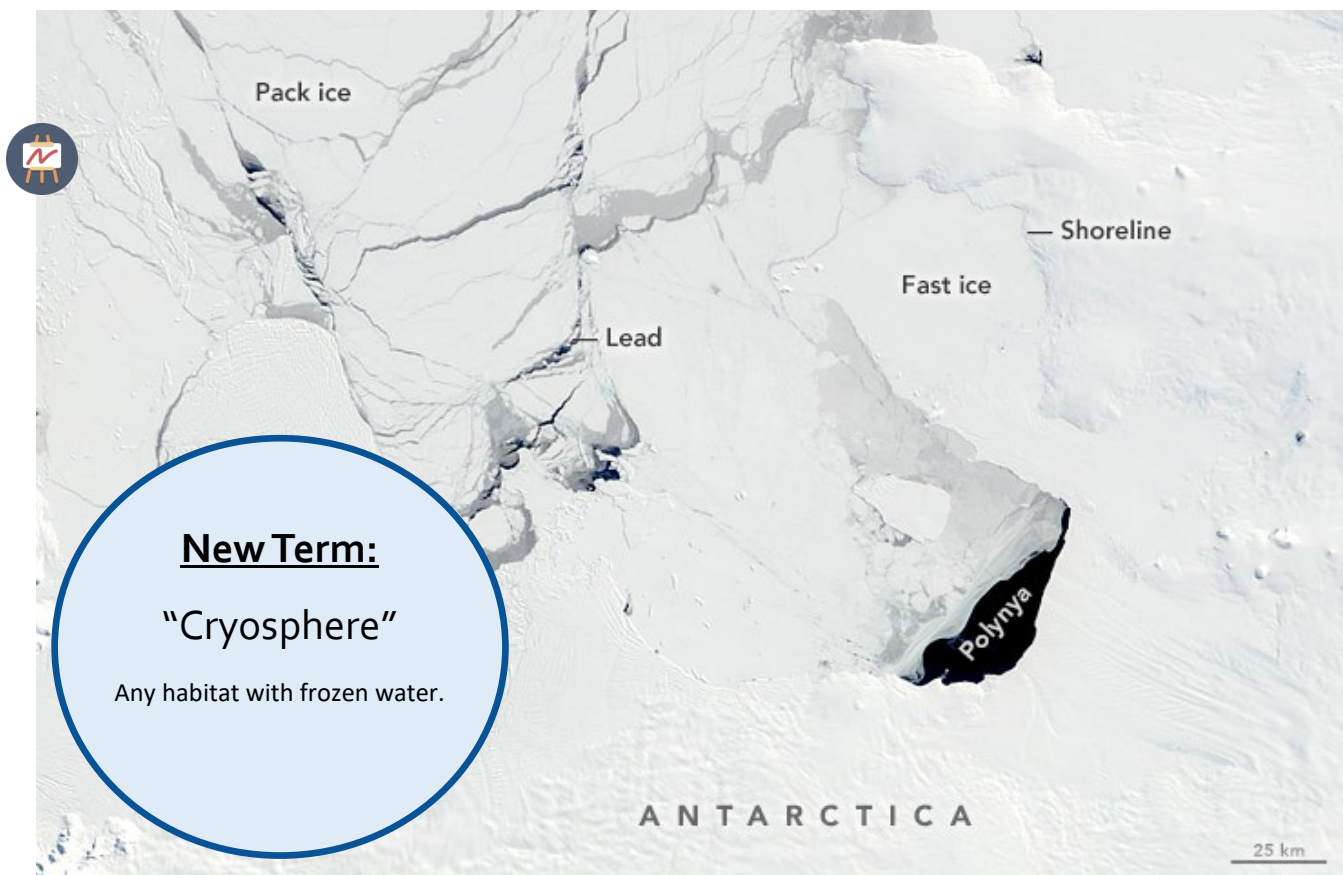 Pack ice
Shoreline
Fast ice
Lead
New Term:
“Cryosphere”
Any habitat with frozen water.
Polynya
ANTARCTICA
25 km